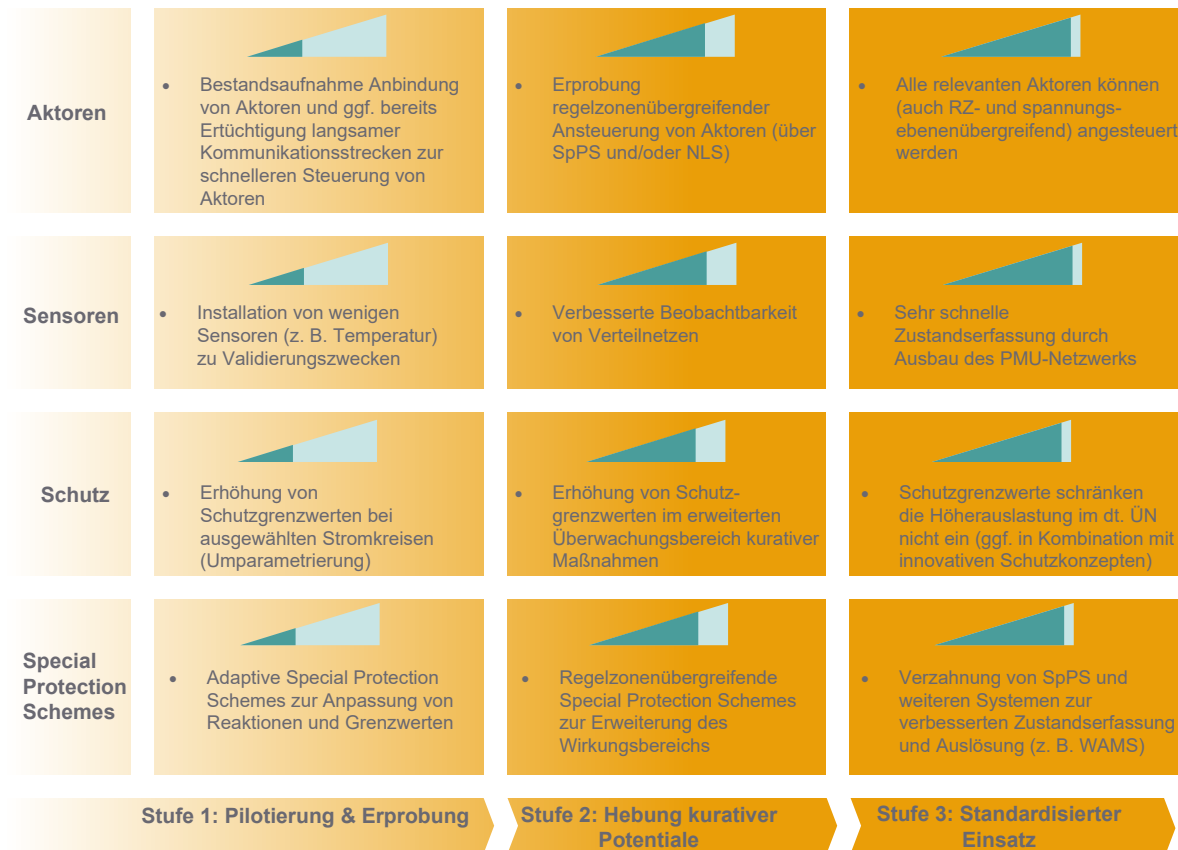 Aktoren
• Bestandsaufnahme Anbindung
von Aktoren und ggf. bereits
Ertüchtigung langsamer
Kommunikationsstrecken zur
schnelleren Steuerung von
Aktoren
• Erprobung
regelzonenübergreifender
Ansteuerung von Aktoren (über
SpPS und/oder NLS)
• Alle relevanten Aktoren können
(auch RZ- und spannungs-
ebenenübergreifend) angesteuert
werden
Sensoren
• Installation von wenigen
Sensoren (z. B. Temperatur)
zu Validierungszwecken
• Verbesserte Beobachtbarkeit
von Verteilnetzen
• Sehr schnelle
Zustandserfassung durch
Ausbau des PMU-Netzwerks
Schutz
• Erhöhung von
Schutzgrenzwerten bei
ausgewählten Stromkreisen
(Umparametrierung)
• Erhöhung von Schutz-
grenzwerten im erweiterten
Überwachungsbereich kurativer
Maßnahmen
• Schutzgrenzwerte schränken
die Höherauslastung im dt. ÜN
nicht ein (ggf. in Kombination mit
innovativen Schutzkonzepten)
Special
Protection
Schemes
• Adaptive Special Protection
Schemes zur Anpassung von
Reaktionen und Grenzwerten
• Regelzonenübergreifende
Special Protection Schemes
zur Erweiterung des
Wirkungsbereichs
• Verzahnung von SpPS und
weiteren Systemen zur
verbesserten Zustandserfassung
und Auslösung (z. B. WAMS)
Stufe 1: Pilotierung & Erprobung
Stufe 2: Hebung kurativer
Potentiale
Stufe 3: Standardisierter
Einsatz